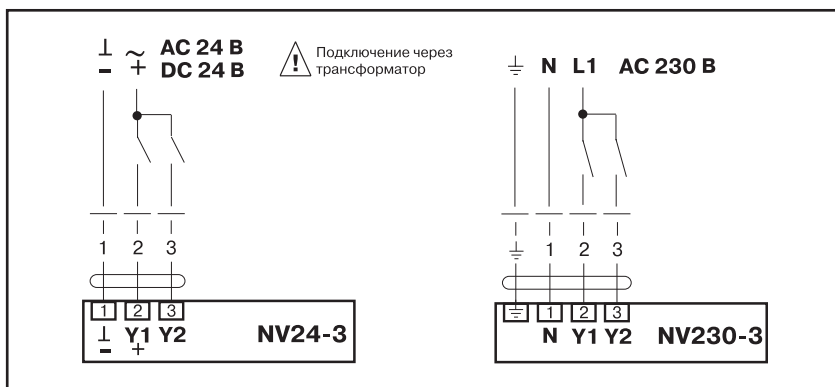 ⊥ ~ AC 24 В
- + DC 24 В
! Подключение через
трансформатор
1 2 3
1 2 3
⊥ Y1 Y2 NV24-3
- +
⏚ N L1 AC 230 В
⏚ 1 2 3
⏚ 1 2 3
N Y1 Y2 NV230-3